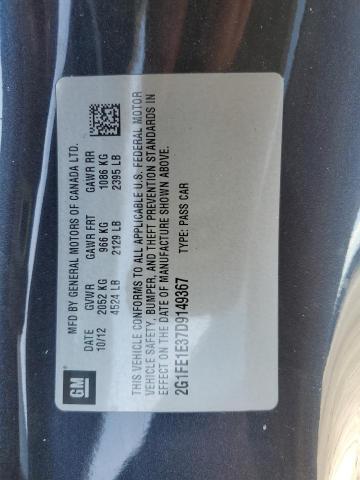 GM
MFD BY GENERAL MOTORS OF CANADA LTD.
DATE GVWR GAWR FRT GAWR RR
10/12 2052 KG 966 KG 1086 KG
4524 LB 2129 LB 2395 LB
THIS VEHICLE CONFORMS TO ALL APPLICABLE U.S. FEDERAL MOTOR
VEHICLE SAFETY, BUMPER, AND THEFT PREVENTION STANDARDS IN
EFFECT ON THE DATE OF MANUFACTURE SHOWN ABOVE.
2G1FE1E37D9149367 TYPE: PASS CAR